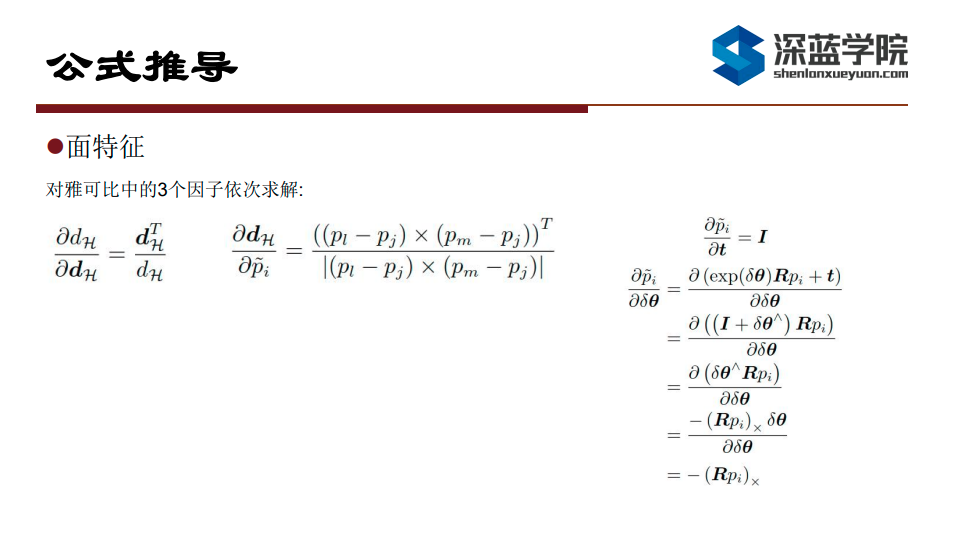 公式推导
深蓝学院
shenlanxueyuan.com
●面特征
对雅可比中的3个因子依次求解:
$\frac{\partial d_{\mathcal{H}}}{\partial \boldsymbol{d}_{\mathcal{H}}} = \frac{\boldsymbol{d}_{\mathcal{H}}^T}{d_{\mathcal{H}}}$
$\frac{\partial \boldsymbol{d}_{\mathcal{H}}}{\partial \tilde{p}_i} = \frac{((p_l - p_j) \times (p_m - p_j))^T}{|(p_l - p_j) \times (p_m - p_j)|}$
$\frac{\partial \tilde{p}_i}{\partial \boldsymbol{t}} = \boldsymbol{I}$
$\frac{\partial \tilde{p}_i}{\partial \delta\boldsymbol{\theta}} = \frac{\partial (\exp(\delta\boldsymbol{\theta})\boldsymbol{R}p_i + \boldsymbol{t})}{\partial \delta\boldsymbol{\theta}}$
$= \frac{\partial ((\boldsymbol{I} + \delta\boldsymbol{\theta}^{\wedge}) \boldsymbol{R}p_i)}{\partial \delta\boldsymbol{\theta}}$
$= \frac{\partial (\delta\boldsymbol{\theta}^{\wedge} \boldsymbol{R}p_i)}{\partial \delta\boldsymbol{\theta}}$
$= \frac{-(\boldsymbol{R}p_i)_{\times} \delta\boldsymbol{\theta}}{\partial \delta\boldsymbol{\theta}}$
$= -(\boldsymbol{R}p_i)_{\times}$